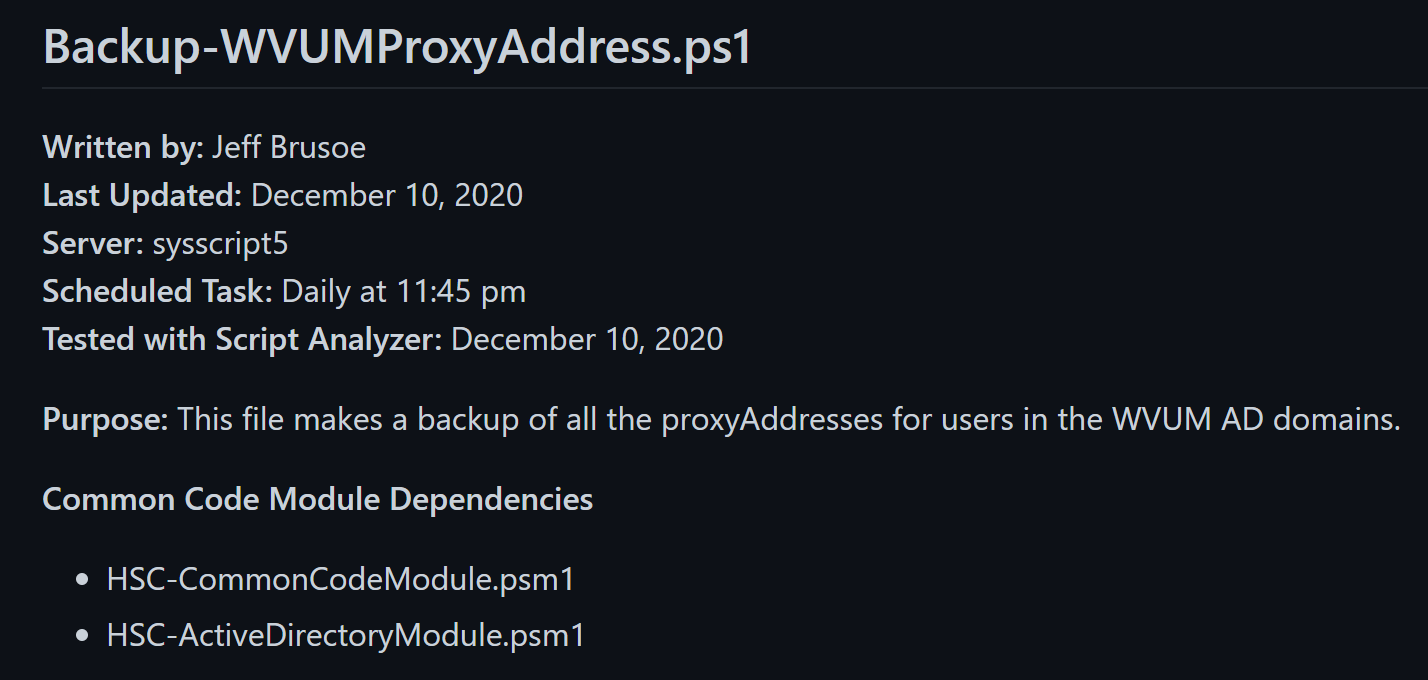 Backup-WVUMProxyAddress.ps1
Written by: Jeff Brusoe
Last Updated: December 10, 2020
Server: sysscript5
Scheduled Task: Daily at 11:45 pm
Tested with Script Analyzer: December 10, 2020
Purpose: This file makes a backup of all the proxyAddresses for users in the WVUM AD domains.
Common Code Module Dependencies
• HSC-CommonCodeModule.psm1
• HSC-ActiveDirectoryModule.psm1